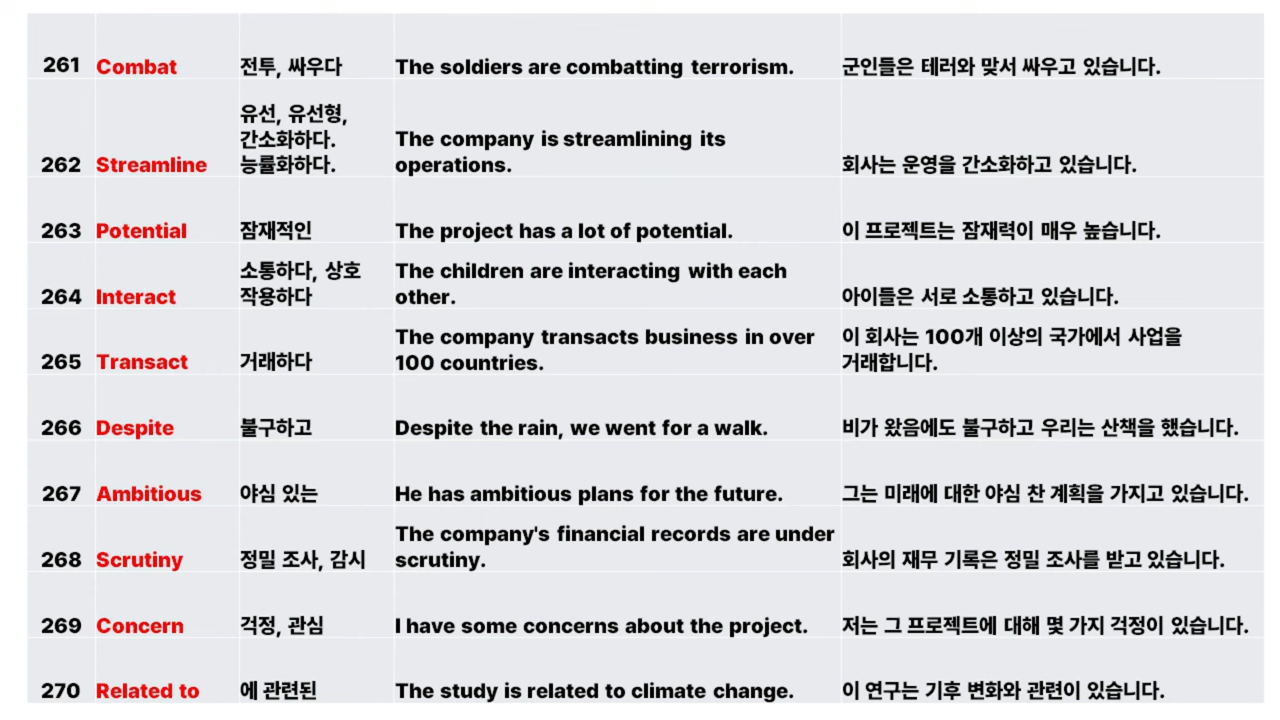 261 Combat 전투, 싸우다 The soldiers are combatting terrorism. 군인들은 테러와 맞서 싸우고 있습니다.
유선, 유선형,
간소화하다. The company is streamlining its
262 Streamline 능률화하다. operations. 회사는 운영을 간소화하고 있습니다.
263 Potential 잠재적인 The project has a lot of potential. 이 프로젝트는 잠재력이 매우 높습니다.
소통하다, 상호 The children are interacting with each
264 Interact 작용하다 other. 아이들은 서로 소통하고 있습니다.
The company transacts business in over 이 회사는 100개 이상의 국가에서 사업을
265 Transact 거래하다 100 countries. 거래합니다.
266 Despite 불구하고 Despite the rain, we went for a walk. 비가 왔음에도 불구하고 우리는 산책을 했습니다.
267 Ambitious 야심 있는 He has ambitious plans for the future. 그는 미래에 대한 야심 찬 계획을 가지고 있습니다.
The company's financial records are under
268 Scrutiny 정밀 조사, 감시 scrutiny. 회사의 재무 기록은 정밀 조사를 받고 있습니다.
269 Concern 걱정, 관심 I have some concerns about the project. 저는 그 프로젝트에 대해 몇 가지 걱정이 있습니다.
270 Related to 에 관련된 The study is related to climate change. 이 연구는 기후 변화와 관련이 있습니다.